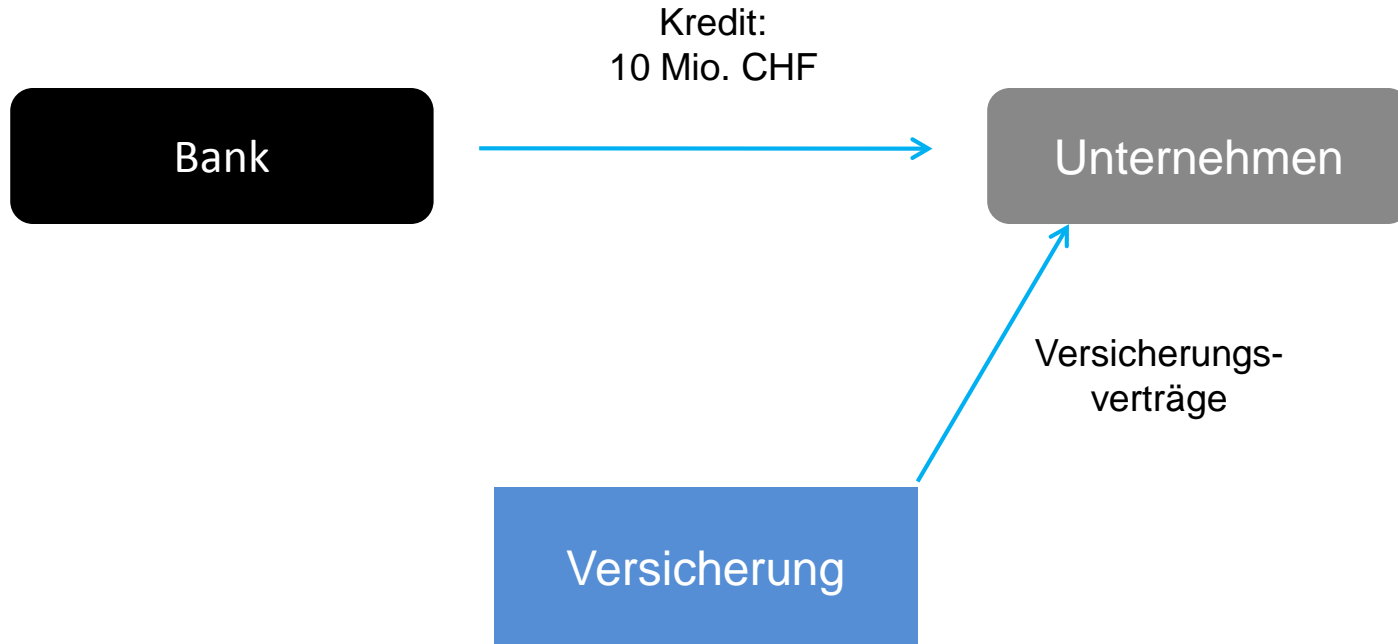 Kredit:
10 Mio. CHF
Bank
Unternehmen
Versicherungs-
verträge
Versicherung